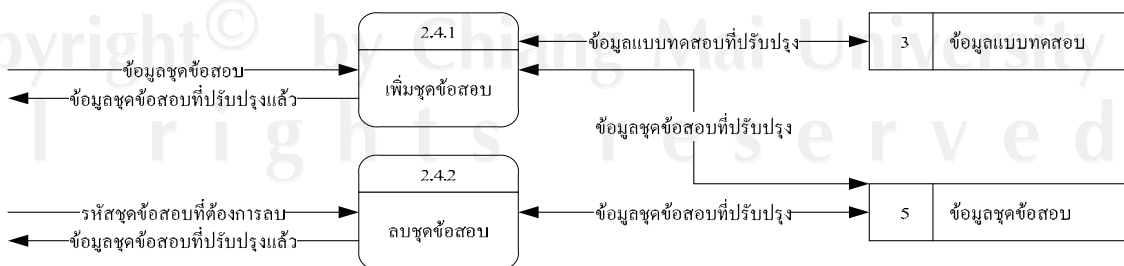 2.4.1
เพิ่มชุดข้อสอบ
ข้อมูลชุดข้อสอบ
ข้อมูลชุดข้อสอบที่ปรับปรุงแล้ว
ข้อมูลแบบทดสอบที่ปรับปรุง
3 ข้อมูลแบบทดสอบ
ข้อมูลชุดข้อสอบที่ปรับปรุง
2.4.2
ลบชุดข้อสอบ
รหัสชุดข้อสอบที่ต้องการลบ
ข้อมูลชุดข้อสอบที่ปรับปรุงแล้ว
ข้อมูลชุดข้อสอบที่ปรับปรุง
5 ข้อมูลชุดข้อสอบ
opyright© by Chiang Mai University
l rights reserved